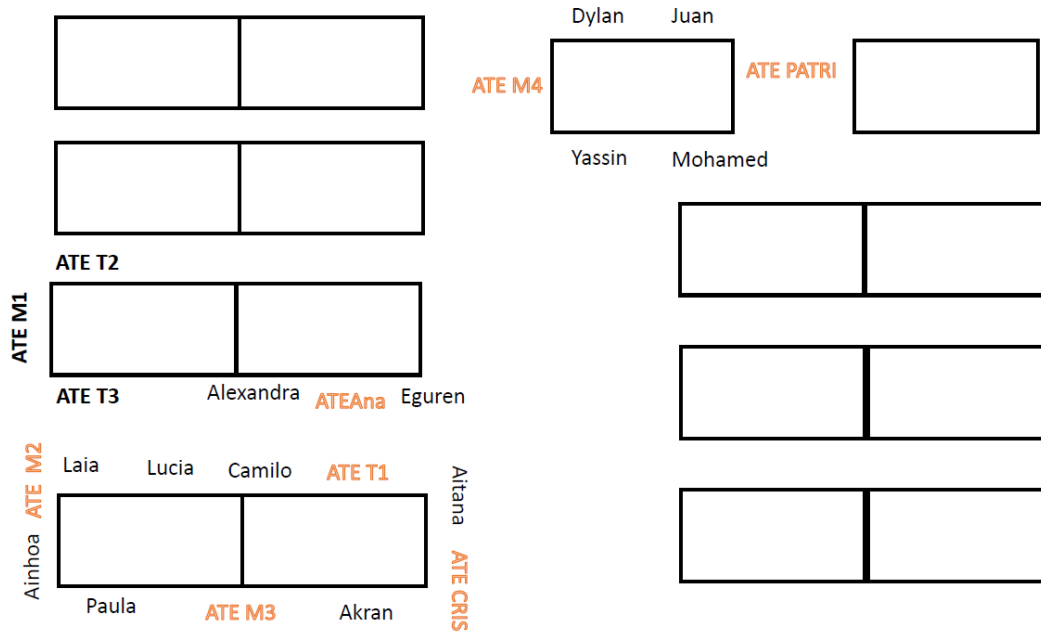 Dylan Juan
ATE M4
ATE PATRI
Yassin Mohamed
ATE T2
ATE M1
ATE T3
Alexandra
ATEAna
Eguren
ATE M2
Laia
Lucia
Camilo
ATE T1
Aitana
Ainhoa
Paula
ATE M3
Akran
ATE CRIS